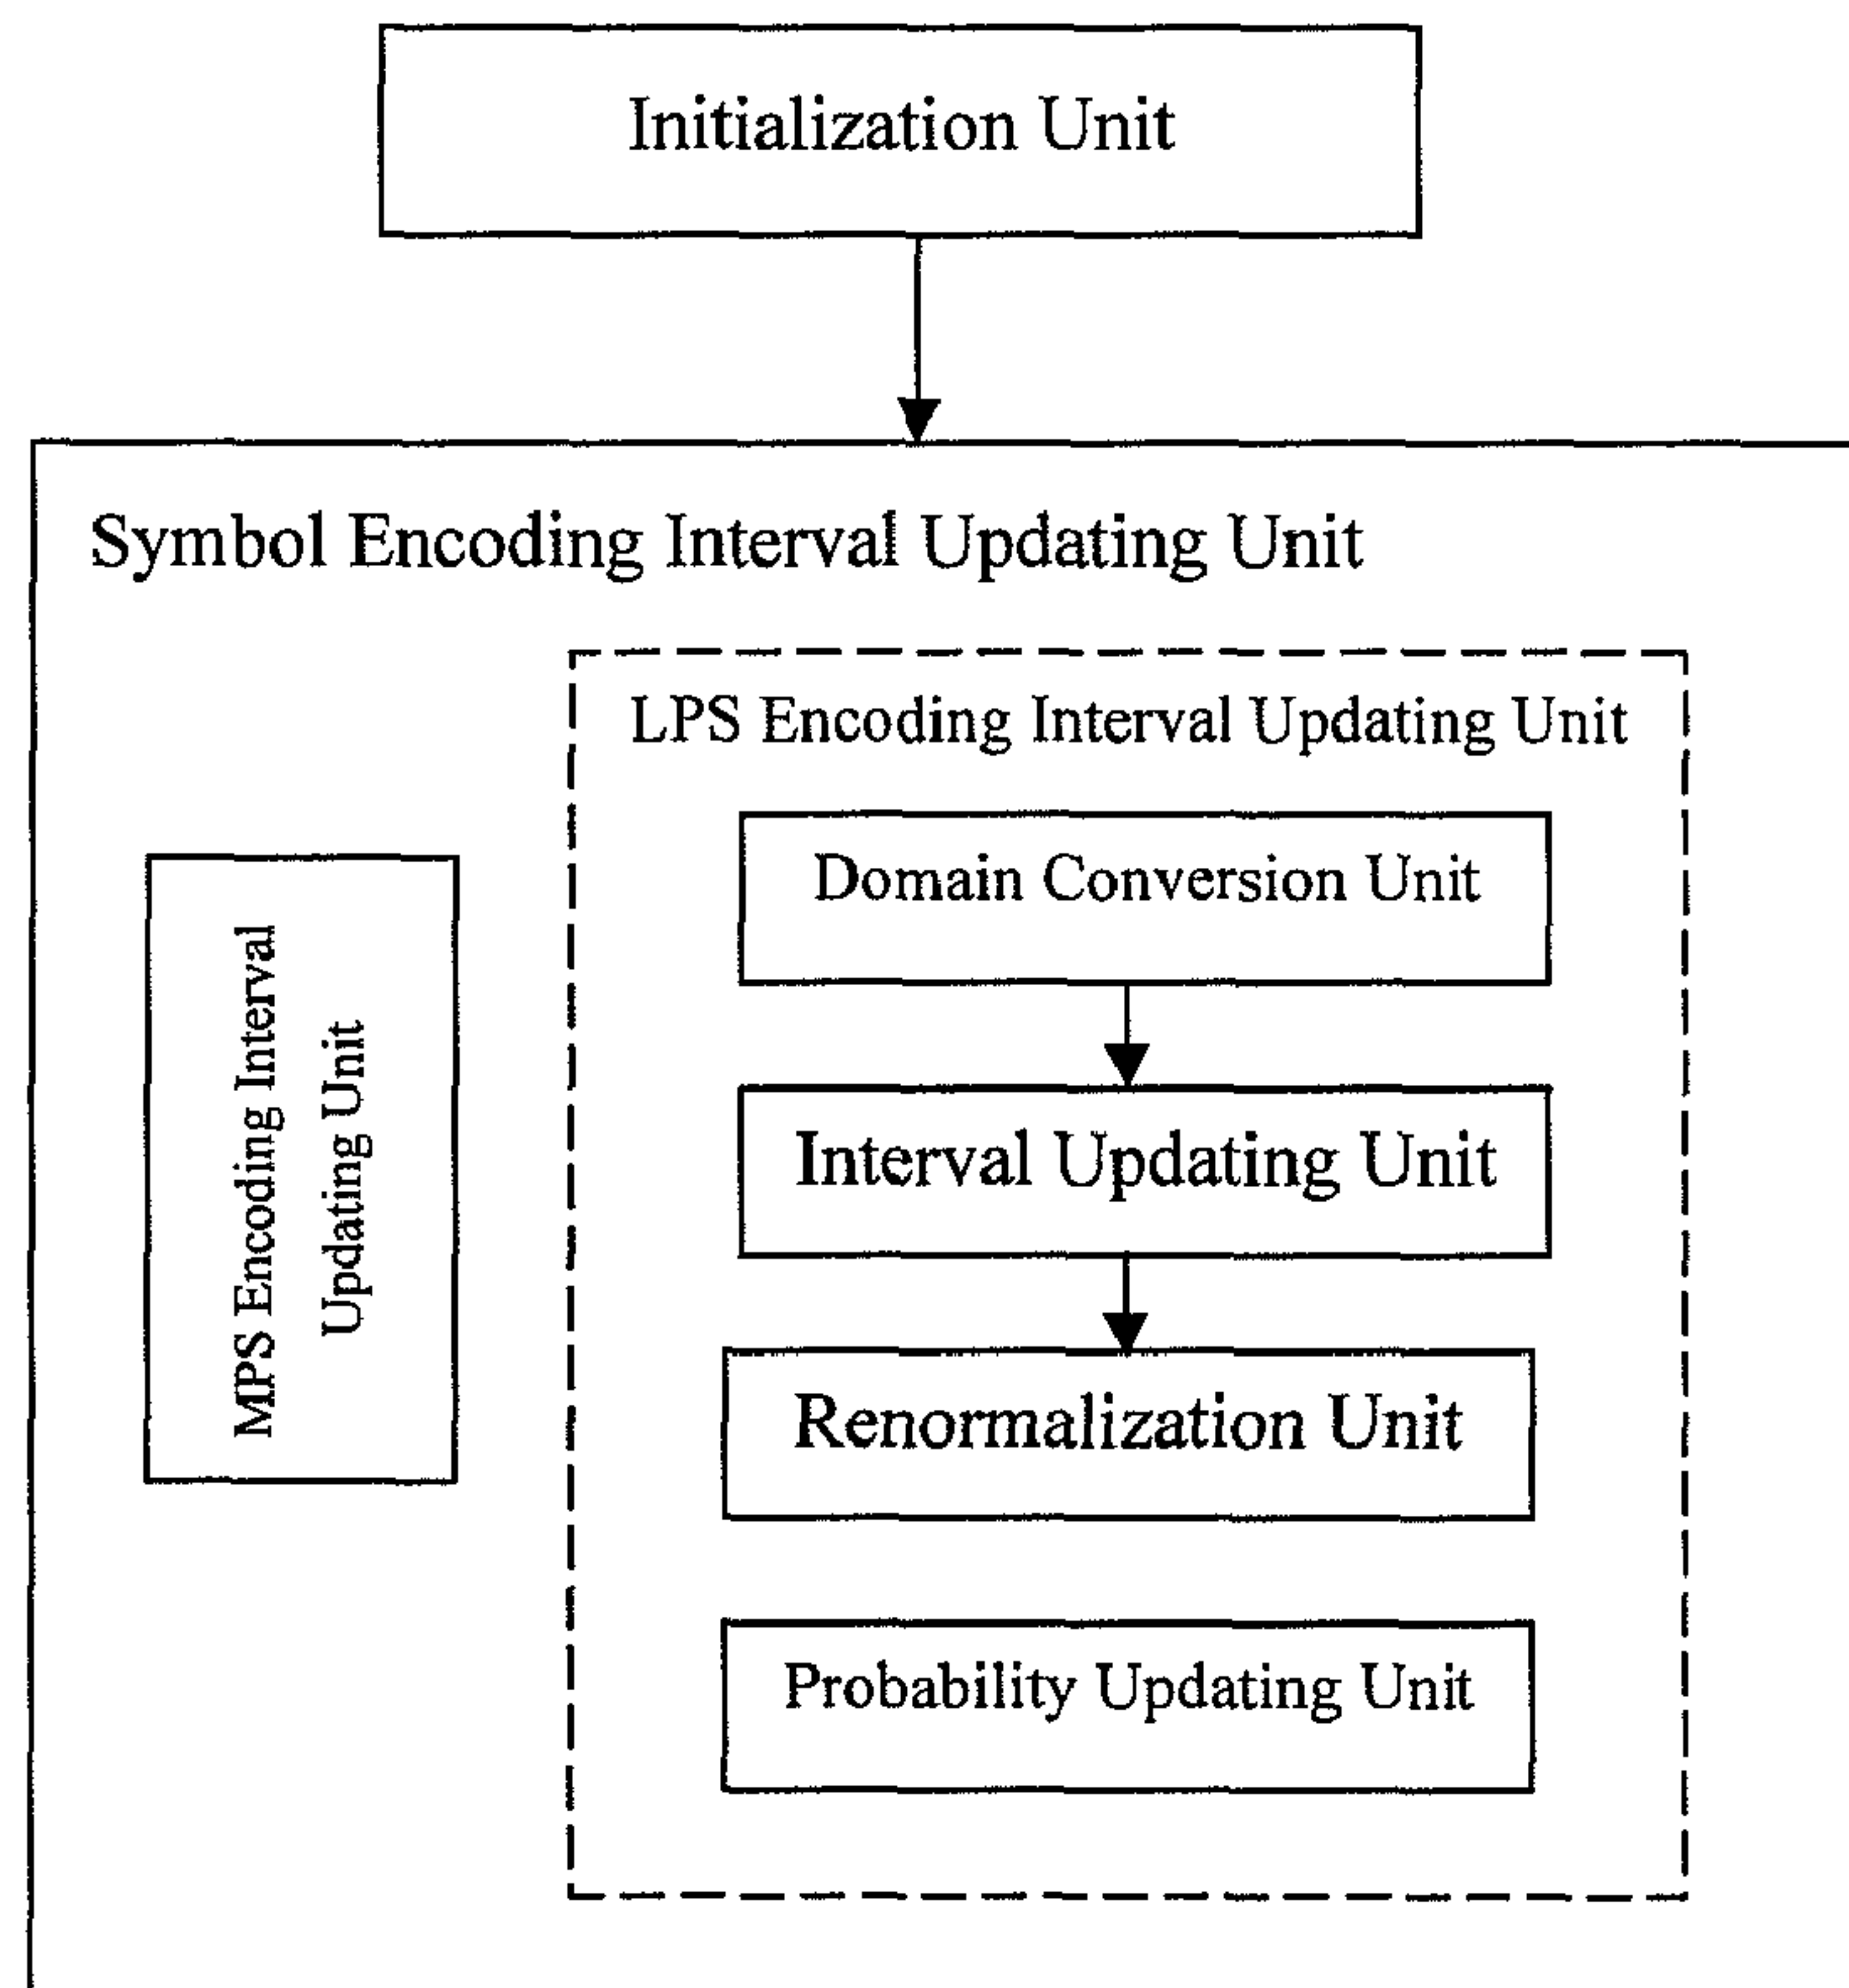 Initialization Unit
Symbol Encoding Interval Updating Unit
LPS Encoding Interval Updating Unit
Domain Conversion Unit
MPS Encoding Interval
Updating Unit
Interval Updating Unit
Renormalization Unit
Probability Updating Unit